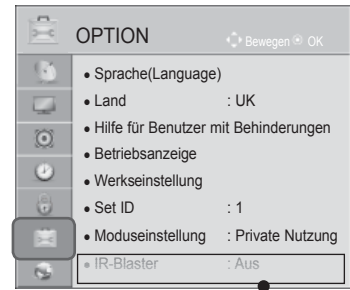 OPTION
Bewegen OK
• Sprache(Language)
• Land : UK
• Hilfe für Benutzer mit Behinderungen
• Betriebsanzeige
• Werkseinstellung
• Set ID : 1
• Moduseinstellung : Private Nutzung
• IR-Blaster : Aus